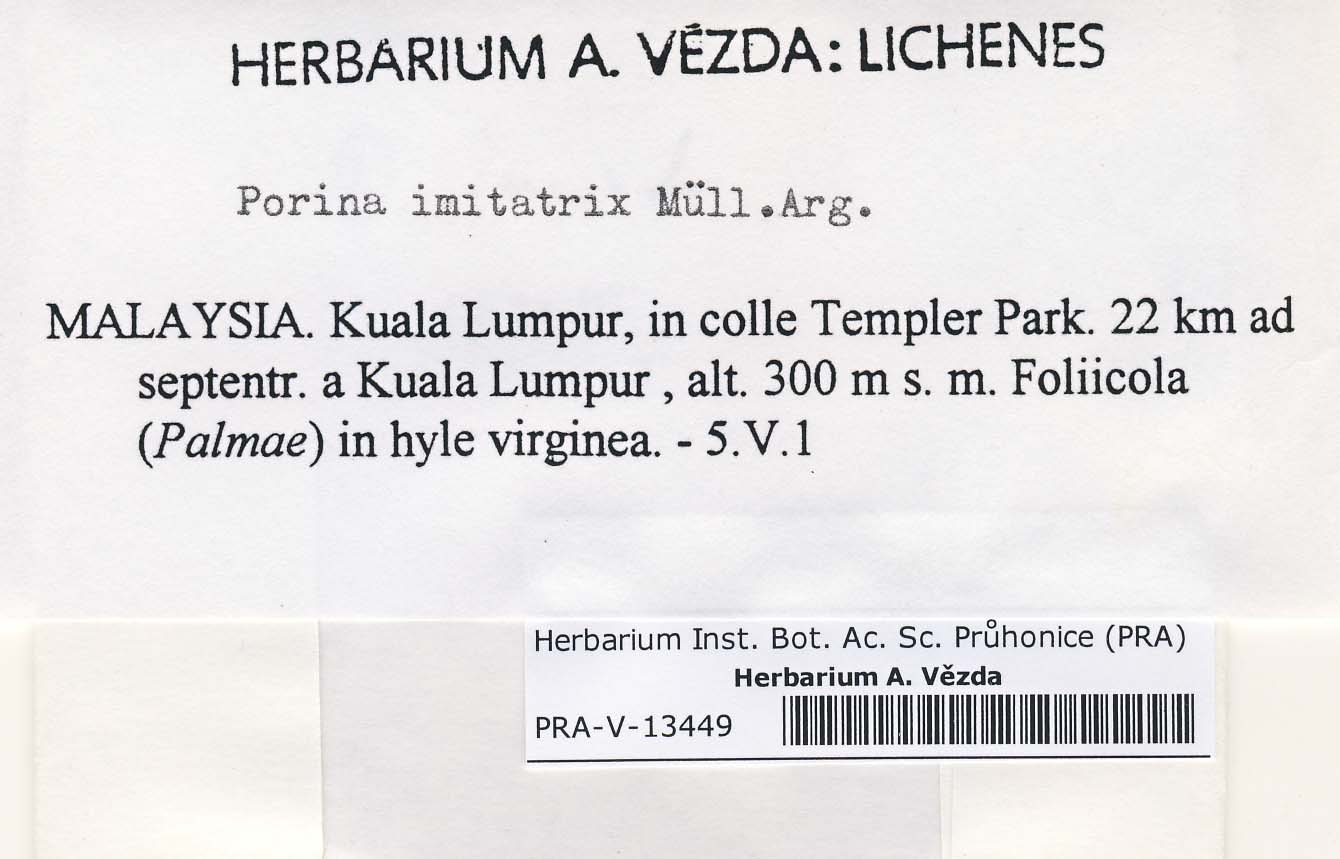 HERBARIUM A. VĚZDA: LICHENES
Porina imitatrix Müll.Arg.
MALAYSIA. Kuala Lumpur, in colle Templer Park. 22 km ad
septentr. a Kuala Lumpur , alt. 300 m s. m. Foliicola
(Palmae) in hyle virginea. - 5.V.1
Herbarium Inst. Bot. Ac. Sc. Průhonice (PRA)
Herbarium A. Vězda
PRA-V-13449